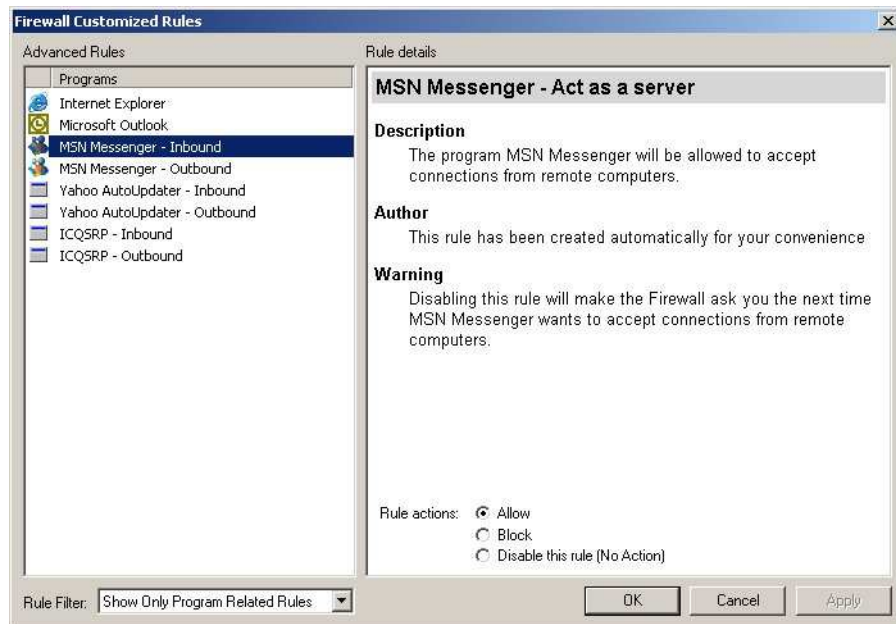 Firewall Customized Rules
Advanced Rules
Programs
Internet Explorer
Microsoft Outlook
MSN Messenger - Inbound
MSN Messenger - Outbound
Yahoo AutoUpdater - Inbound
Yahoo AutoUpdater - Outbound
ICQSRP - Inbound
ICQSRP - Outbound
Rule Filter: Show Only Program Related Rules
Rule details
MSN Messenger - Act as a server
Description
The program MSN Messenger will be allowed to accept
connections from remote computers.
Author
This rule has been created automatically for your convenience
Warning
Disabling this rule will make the Firewall ask you the next time
MSN Messenger wants to accept connections from remote
computers.
Rule actions: Allow
Block
Disable this rule (No Action)
OK Cancel Apply